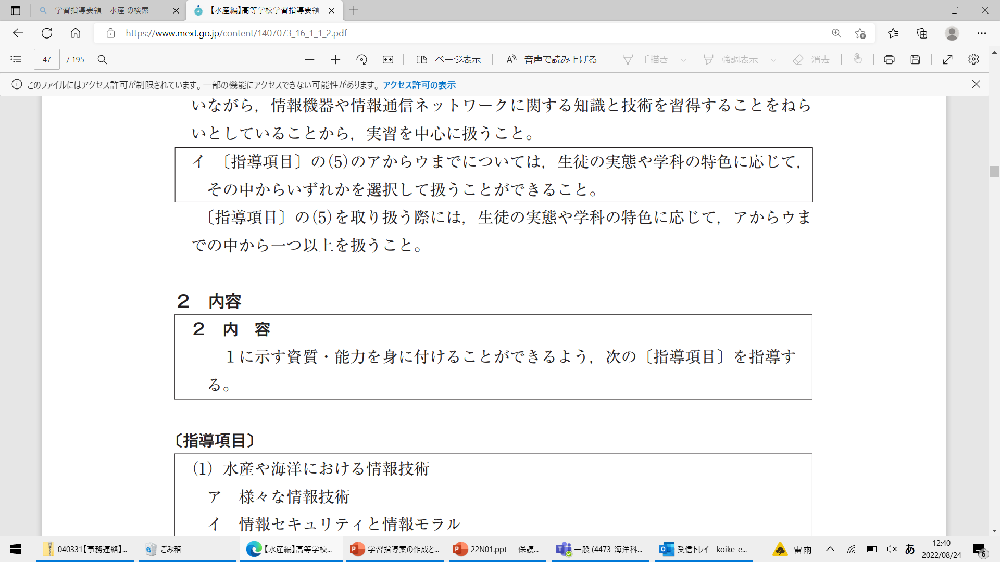 学習指導要領 水産 の検索
【水産編】高等学校学習指導要領
https://www.mext.go.jp/content/1407073_16_1_1_2.pdf
47 / 195
ページ表示
音声で読み上げる
手描き
強調表示
消去
このファイルにはアクセス許可が制限されています。一部の機能にアクセスできない可能性があります。 アクセス許可の表示
いながら，情報機器や情報通信ネットワークに関する知識と技術を習得することをねら
いとしていることから，実習を中心に扱うこと。
イ 〔指導項目〕の(5)のアからウまでについては，生徒の実態や学科の特色に応じて，
その中からいずれかを選択して扱うことができること。
〔指導項目〕の(5)を取り扱う際には，生徒の実態や学科の特色に応じて，アからウま
での中から一つ以上を扱うこと。
２ 内容
２ 内 容
１に示す資質・能力を身に付けることができるよう，次の〔指導項目〕を指導す
る。
〔指導項目〕
(1) 水産や海洋における情報技術
ア 様々な情報技術
イ 情報セキュリティと情報モラル
040331【事務連絡】...
ごみ箱
【水産編】高等学校...
学習指導案の作成と...
22N01.ppt - 保護...
一般 (4473-海洋科...
受信トレイ - koike-e...
雷雨
あ
12:40
2022/08/24
6